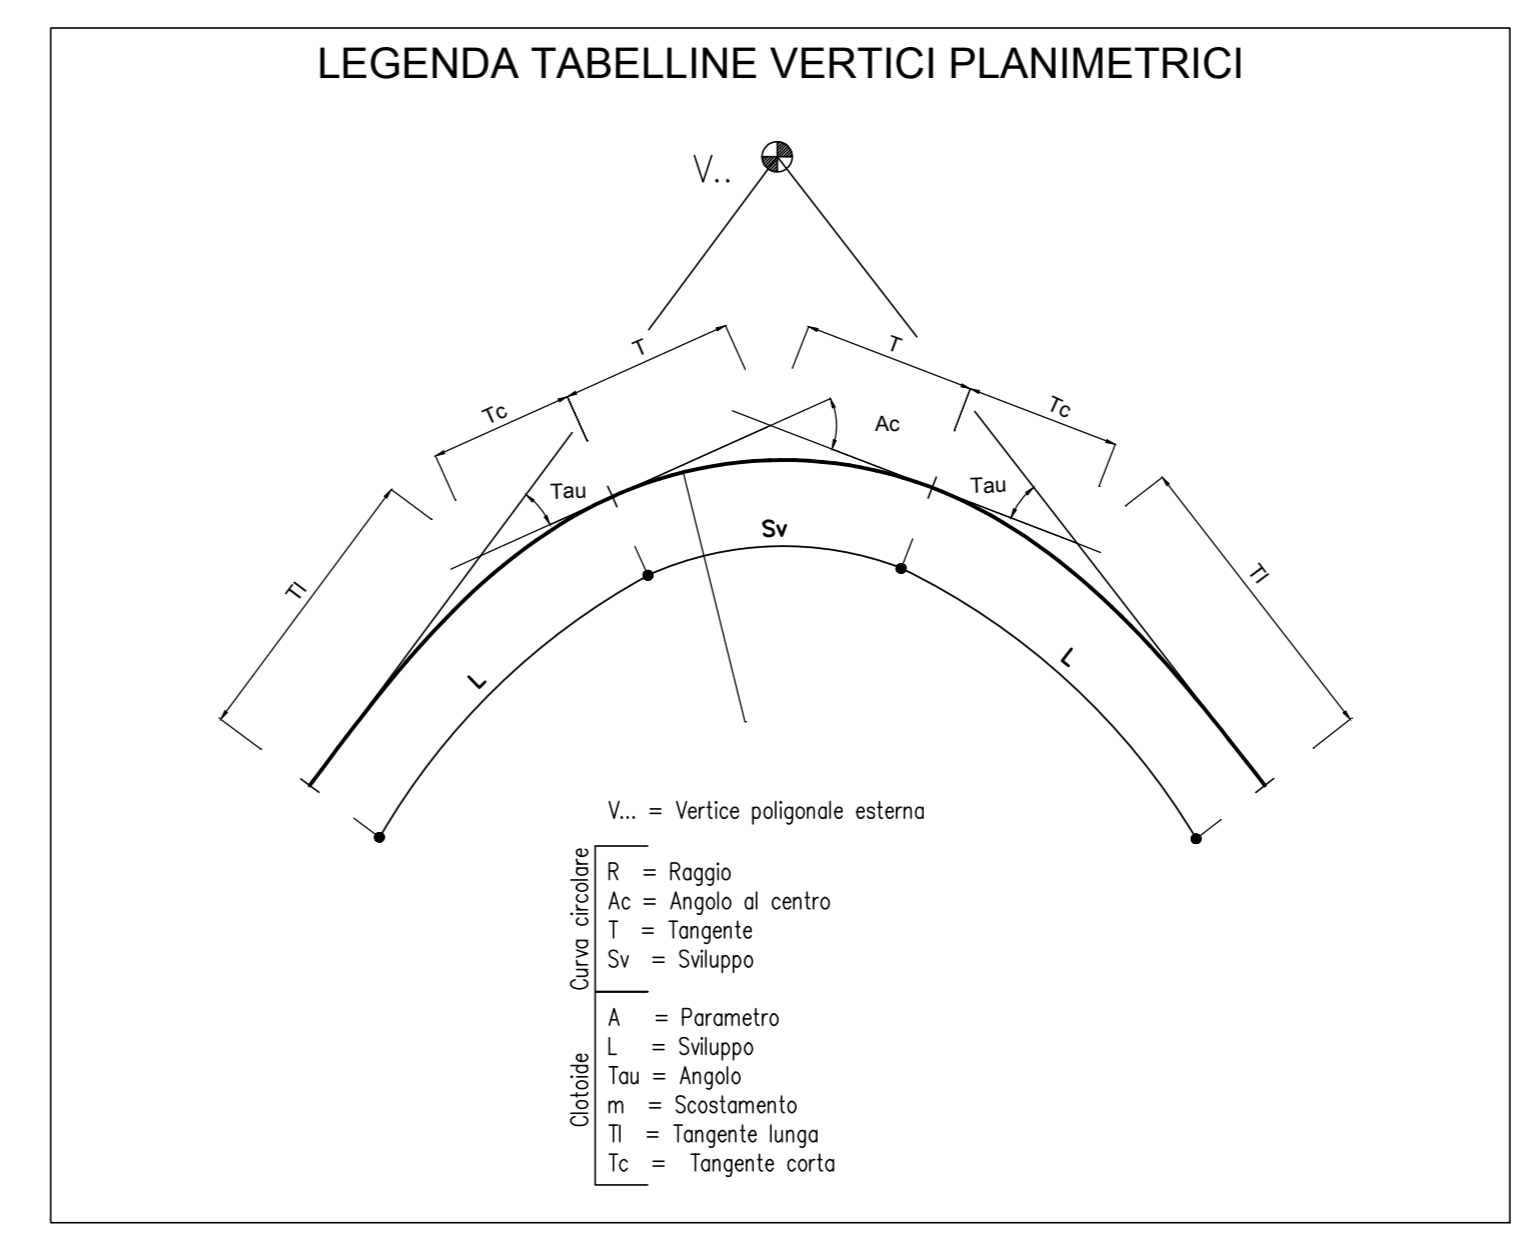 LEGENDA TABELLINE VERTICI PLANIMETRICI
V..
T
T
Tc
Tc
Ac
Tau
Tau
Sv
Tl
Tl
L
L
V... = Vertice poligonale esterna
Curva circolare
R = Raggio
Ac = Angolo al centro
T = Tangente
Sv = Sviluppo
Clotoide
A = Parametro
L = Sviluppo
Tau = Angolo
m = Scostamento
Tl = Tangente lunga
Tc = Tangente corta